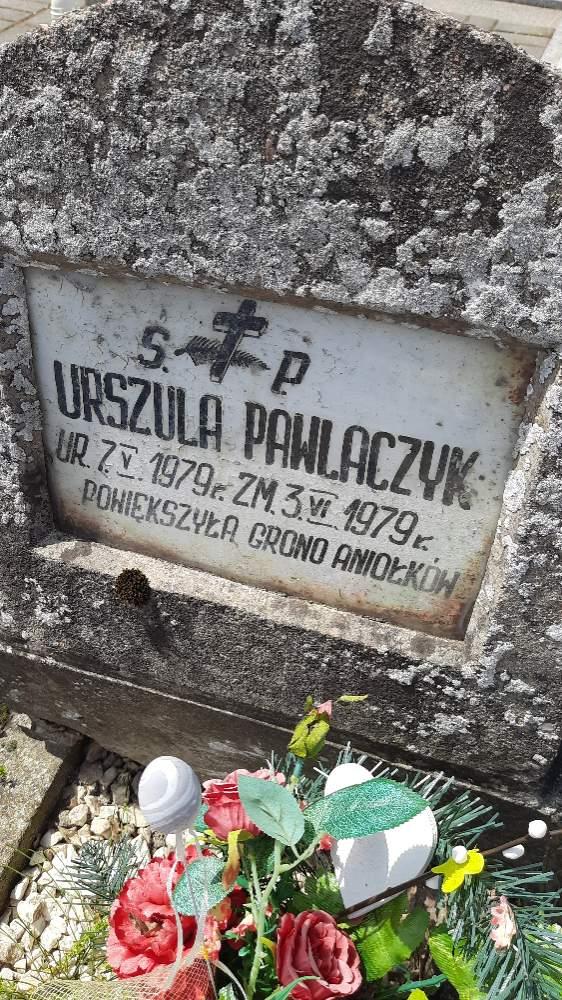 Ś. P.
URSZULA PAWLACZYK
UR. 7.V 1979 r. ZM. 3.VI 1979 r.
POWIĘKSZYŁA GRONO ANIOŁKÓW